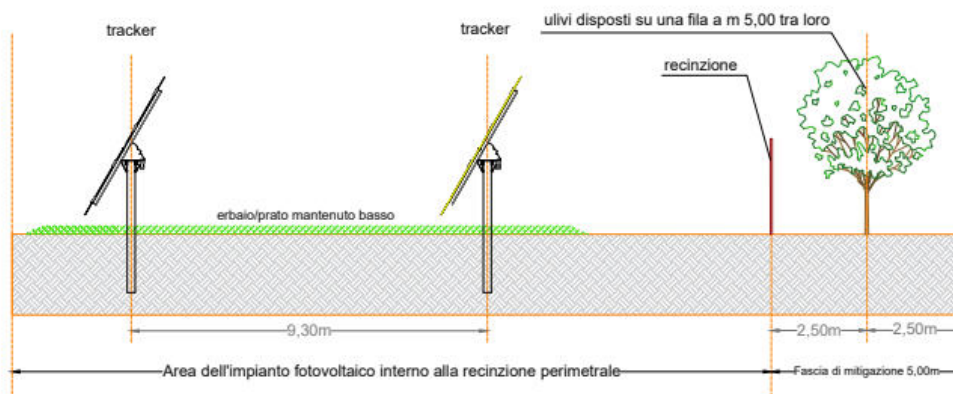 ulivi disposti su una fila a m 5,00 tra loro
tracker
tracker
recinzione
erbaio/prato mantenuto basso
9,30m
2,50m
2,50m
Area dell'impianto fotovoltaico interno alla recinzione perimetrale
Fascia di mitigazione 5,00m